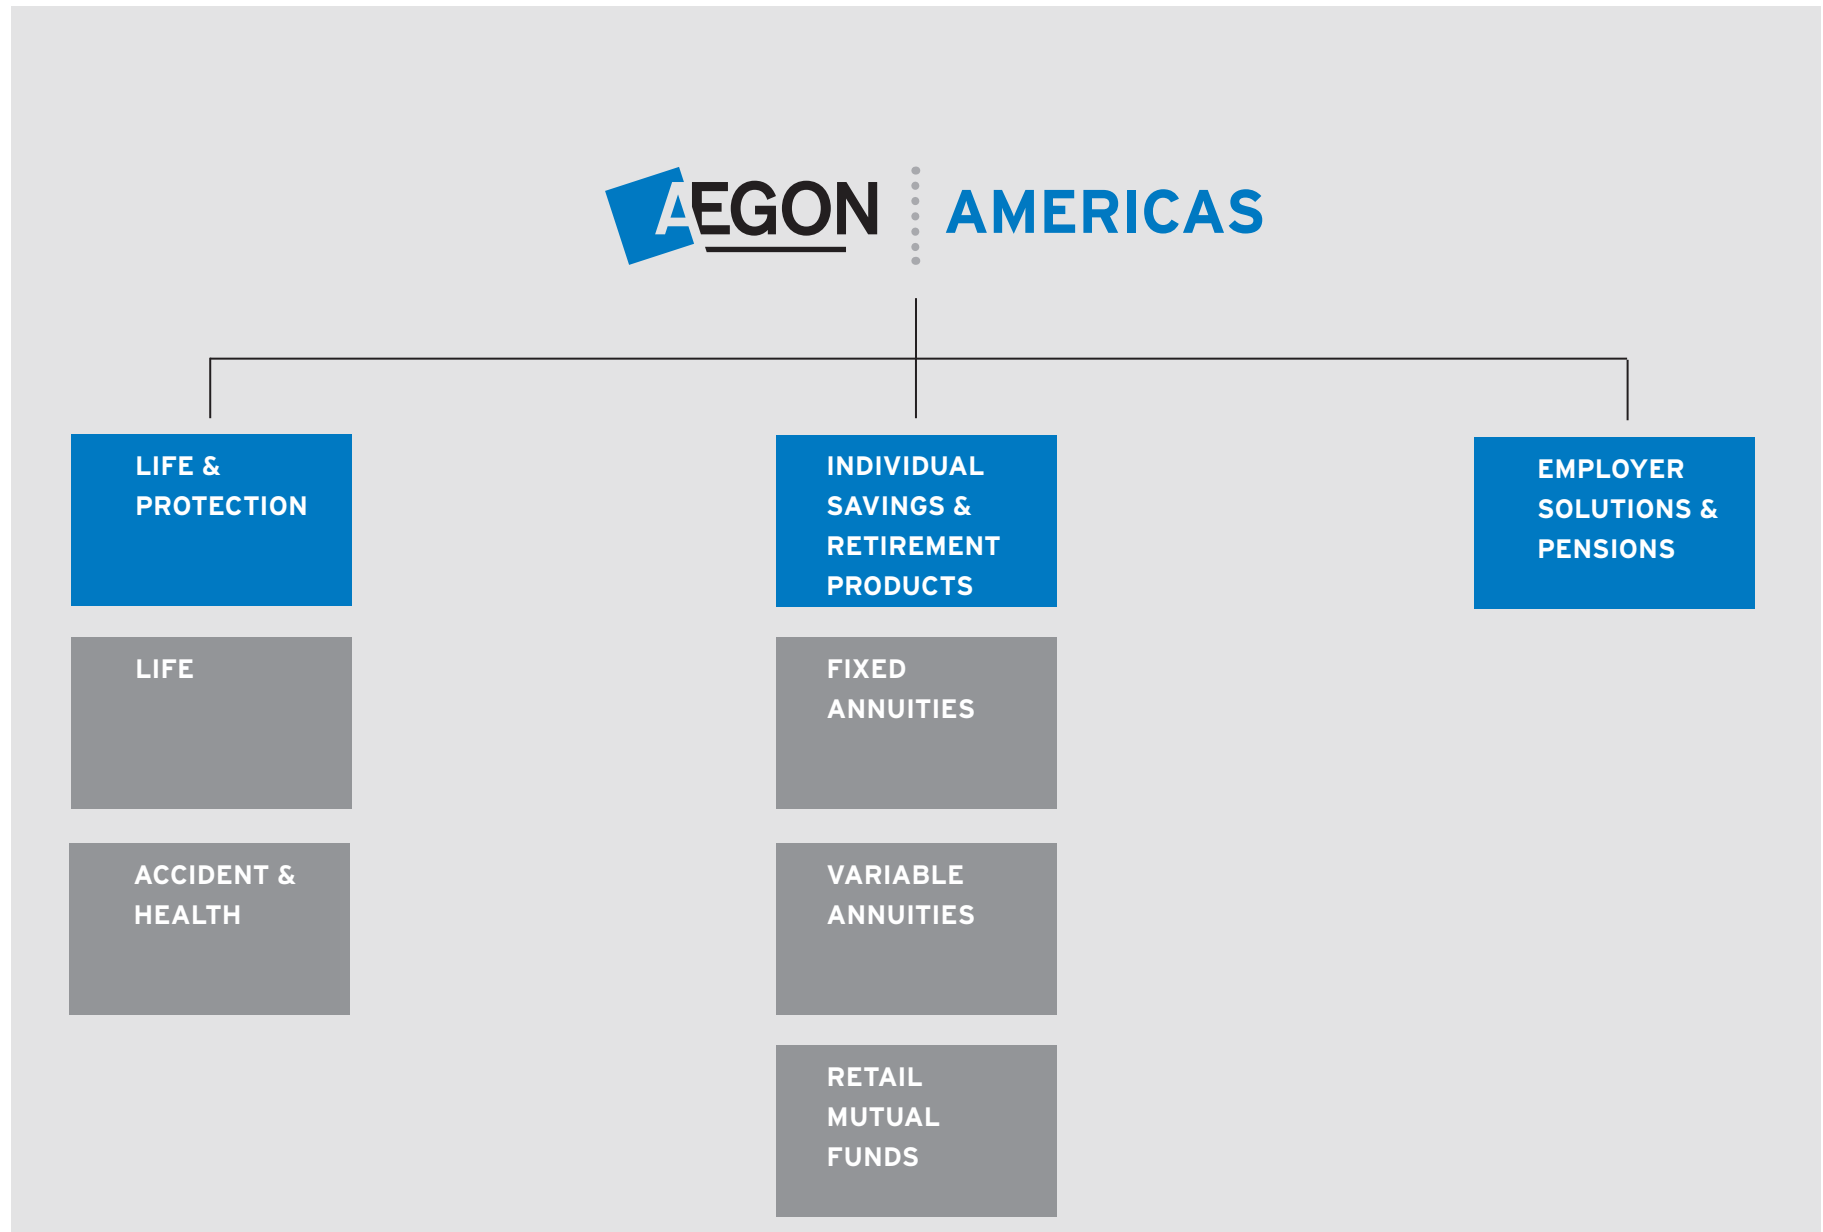 AEGON AMERICAS
LIFE &
PROTECTION
LIFE
ACCIDENT &
HEALTH
INDIVIDUAL
SAVINGS &
RETIREMENT
PRODUCTS
FIXED
ANNUITIES
VARIABLE
ANNUITIES
RETAIL
MUTUAL
FUNDS
EMPLOYER
SOLUTIONS &
PENSIONS